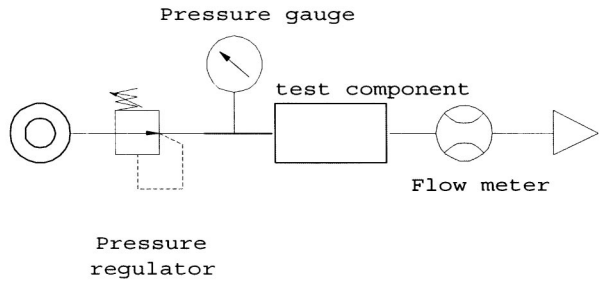 Pressure gauge
test component
Flow meter
Pressure
regulator